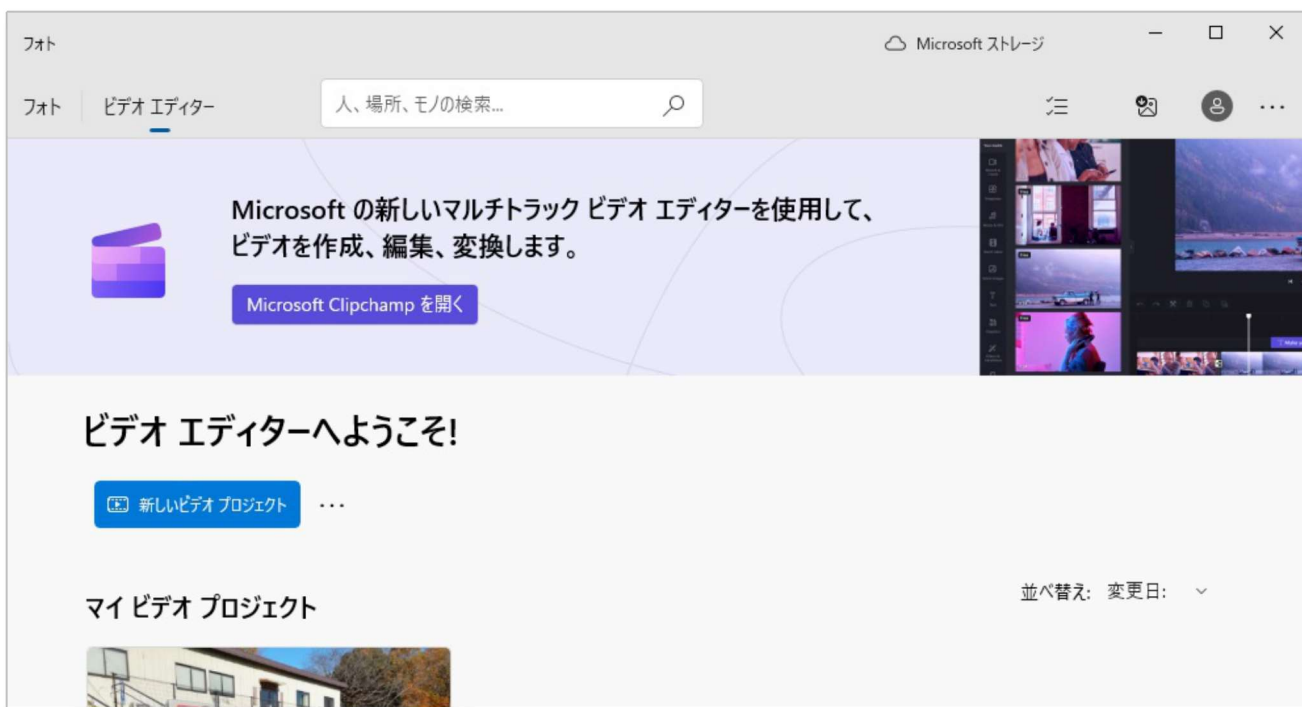 フォト
Microsoft ストレージ
フォト
ビデオ エディター
人、場所、モノの検索...
Microsoft の新しいマルチトラック ビデオ エディターを使用して、
ビデオを作成、編集、変換します。
Microsoft Clipchamp を開く
ビデオ エディターへようこそ!
新しいビデオ プロジェクト
マイ ビデオ プロジェクト
並べ替え: 変更日: